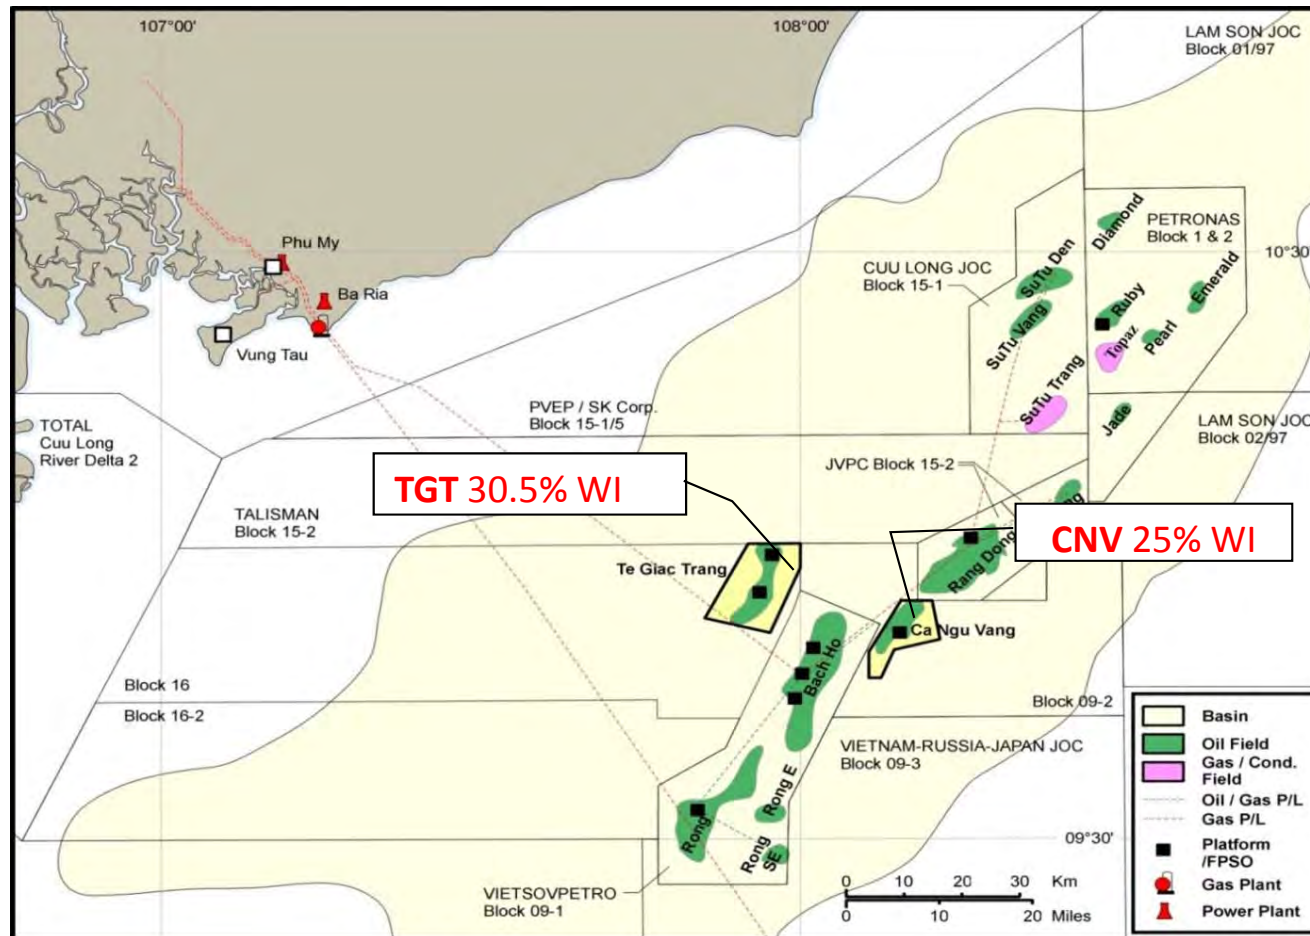 107°00'
108°00'
LAM SON JOC
Block 01/97
Diamond
PETRONAS
Block 1 & 2
10°30'
Phu My
CUU LONG JOC
Block 15-1
SuTu Den
Emerald
Ba Ria
Ruby
SuTu Vang
Topaz
Pearl
Vung Tau
SuTu Trang
Jade
PVEP / SK Corp.
Block 15-1/5
LAM SON JOC
Block 02/97
TOTAL
Cuu Long
River Delta 2
JVPC Block 15-2
TGT 30.5% WI
TALISMAN
Block 15-2
CNV 25% WI
Rang Dong
Te Giac Trang
Ca Ngu Vang
Bach Ho
Block 16
Block 16-2
Block 09-2
VIETNAM-RUSSIA-JAPAN JOC
Block 09-3
Rong E
Rong
Rong
SE
09°30'
VIETSOVPETRO
Block 09-1
0 10 20 30 Km
0 10 20 Miles
Basin
Oil Field
Gas / Cond.
Field
Oil / Gas P/L
Gas P/L
Platform
/FPSO
Gas Plant
Power Plant